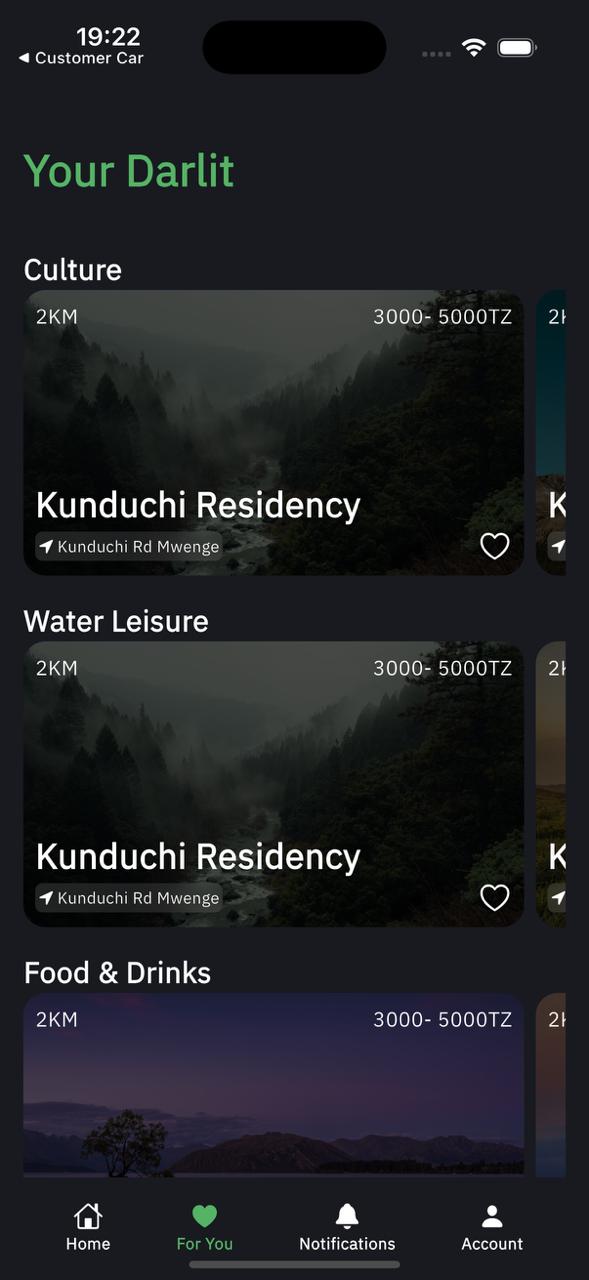 19:22
◀ Customer Car
Your Darlit
Culture
2KM
3000- 5000TZ
2K
Kunduchi Residency
K
Kunduchi Rd Mwenge
Water Leisure
2KM
3000- 5000TZ
2K
Kunduchi Residency
K
Kunduchi Rd Mwenge
Food & Drinks
2KM
3000- 5000TZ
2K
Home
For You
Notifications
Account